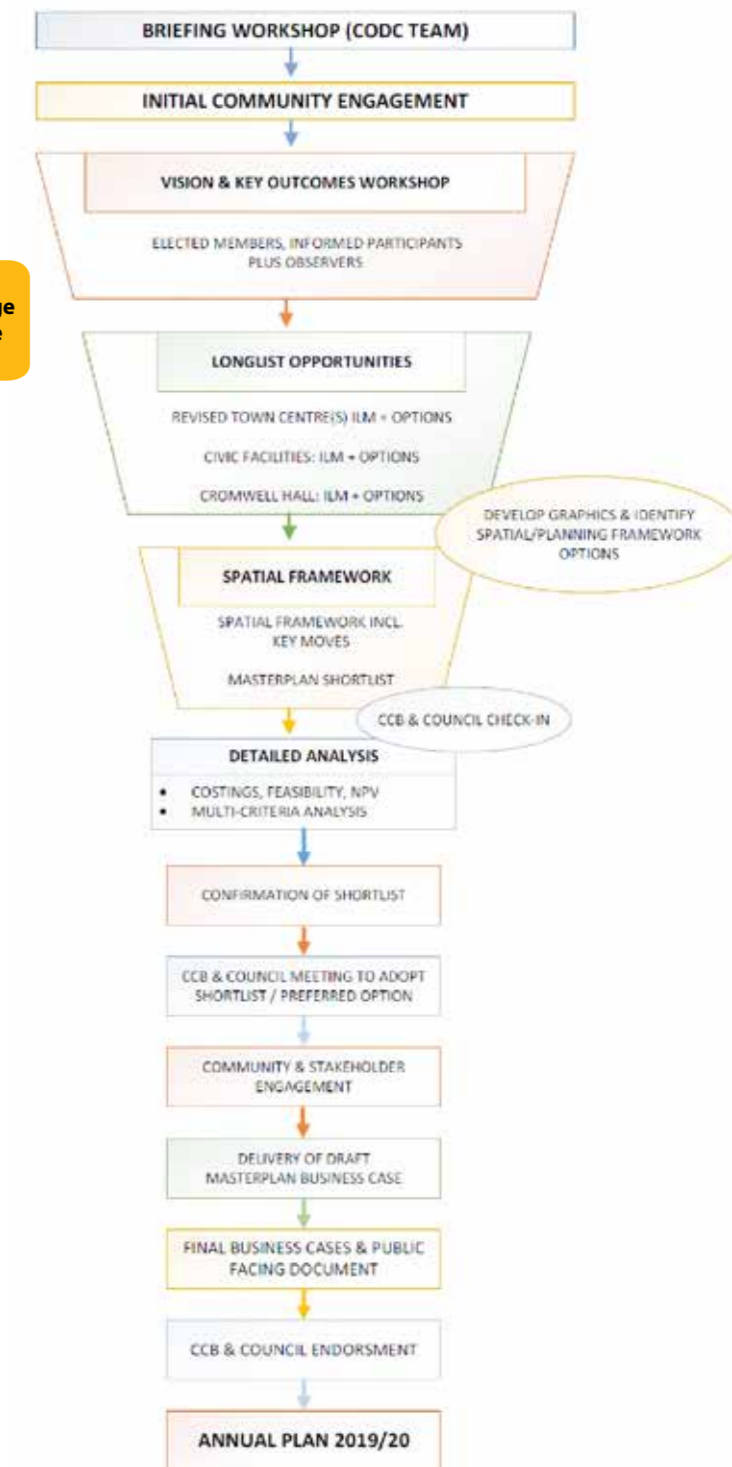 BRIEFING WORKSHOP (CODC TEAM)
INITIAL COMMUNITY ENGAGEMENT
VISION & KEY OUTCOMES WORKSHOP
ELECTED MEMBERS, INFORMED PARTICIPANTS
PLUS OBSERVERS
LONGLIST OPPORTUNITIES
REVISED TOWN CENTRE(S) ILM + OPTIONS
CIVIC FACILITIES: ILM + OPTIONS
CROMWELL HALL: ILM + OPTIONS
DEVELOP GRAPHICS & IDENTIFY
SPATIAL/PLANNING FRAMEWORK
OPTIONS
SPATIAL FRAMEWORK
SPATIAL FRAMEWORK INCL.
KEY MOVES
MASTERPLAN SHORTLIST
CCB & COUNCIL CHECK-IN
DETAILED ANALYSIS
• COSTINGS, FEASIBILITY, NPV
• MULTI-CRITERIA ANALYSIS
CONFIRMATION OF SHORTLIST
CCB & COUNCIL MEETING TO ADOPT
SHORTLIST / PREFERRED OPTION
COMMUNITY & STAKEHOLDER
ENGAGEMENT
DELIVERY OF DRAFT
MASTERPLAN BUSINESS CASE
FINAL BUSINESS CASES & PUBLIC
FACING DOCUMENT
CCB & COUNCIL ENDORSMENT
ANNUAL PLAN 2019/20